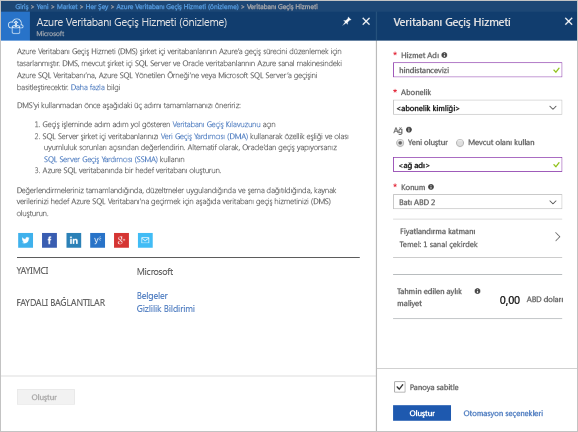 Giriş > Yeni > Market > Her Şey > Azure Veritabanı Geçiş Hizmeti (önizleme) > Veritabanı Geçiş Hizmeti
Azure Veritabanı Geçiş Hizmeti (önizleme)
Microsoft
Azure Veritabanı Geçiş Hizmeti (DMS) şirket içi veritabanlarının Azure'a geçiş sürecini düzenlemek için
tasarlanmıştır. DMS, mevcut şirket içi SQL Server ve Oracle veritabanlarının Azure sanal makinesindeki
Azure SQL Veritabanı'na, Azure SQL Yönetilen Örneği'ne veya Microsoft SQL Server'a geçişini
basitleştirecektir. Daha fazla bilgi
DMS'yi kullanmadan önce aşağıdaki üç adımı tamamlamanızı öneririz:
1. Geçiş işleminde adım adım yol gösteren Veritabanı Geçiş Kılavuzunu açın
2. SQL Server şirket içi veritabanlarınızı Veri Geçiş Yardımcısı (DMA) kullanarak özellik eşliği ve olası
uyumluluk sorunları açısından değerlendirin. Alternatif olarak, Oracle'dan geçiş yapıyorsanız
SQL Server Geçiş Yardımcısı (SSMA) kullanın
3. Azure SQL veritabanında bir hedef veritabanı oluşturun.
Değerlendirmeleriniz tamamlandığında, düzeltmeler uygulandığında ve şema dağıtıldığında, kaynak
verilerinizi hedef Azure SQL Veritabanı'na geçirmek için aşağıda veritabanı geçiş hizmetinizi (DMS)
oluşturun.
YAYIMCI
Microsoft
FAYDALI BAĞLANTILAR
Belgeler
Gizlilik Bildirimi
Oluştur
Veritabanı Geçiş Hizmeti
* Hizmet Adı
hindistancevizi
* Abonelik
<abonelik kimliği>
Ağ
Yeni oluştur
Mevcut olanı kullan
<ağ adı>
* Konum
Batı ABD 2
Fiyatlandırma katmanı
Temel: 1 sanal çekirdek
Tahmin edilen aylık
maliyet
0,00 ABD doları
Panoya sabitle
Oluştur
Otomasyon seçenekleri